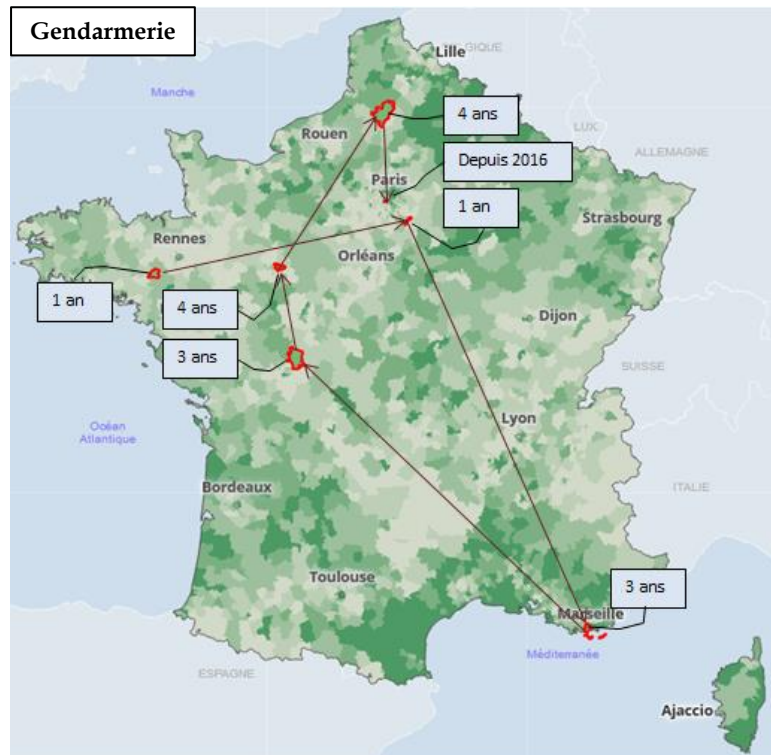 Gendarmerie
Lille
BELGIQUE
Manche
4 ans
Rouen
LUX.
ALLEMAGNE
Depuis 2016
Paris
1 an
Strasbourg
Rennes
Orléans
1 an
4 ans
Dijon
3 ans
SUISSE
Lyon
Océan
Atlantique
ITALIE
Bordeaux
Toulouse
3 ans
Marseille
Méditerranée
ESPAGNE
Ajaccio